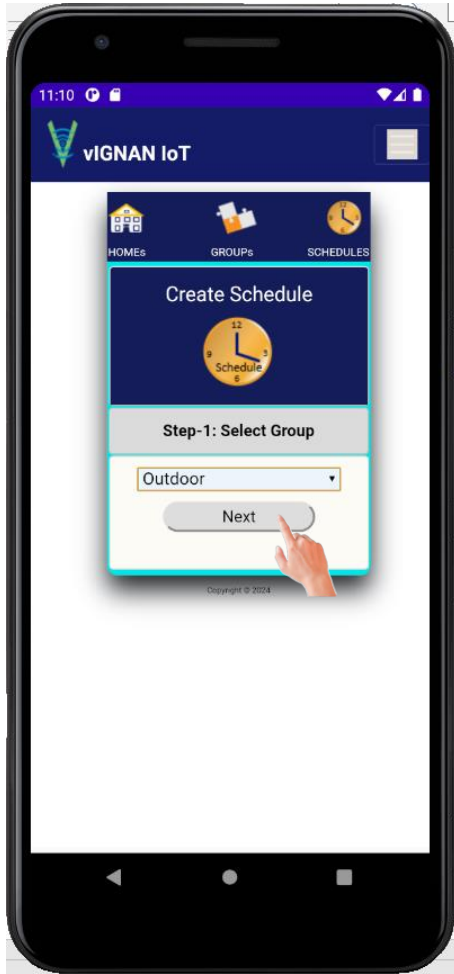 11:10
vIGNAN IoT
HOMEs GROUPs SCHEDULES
Create Schedule
12
9 3
Schedule
6
Step-1: Select Group
Outdoor
Next
Copyright © 2024